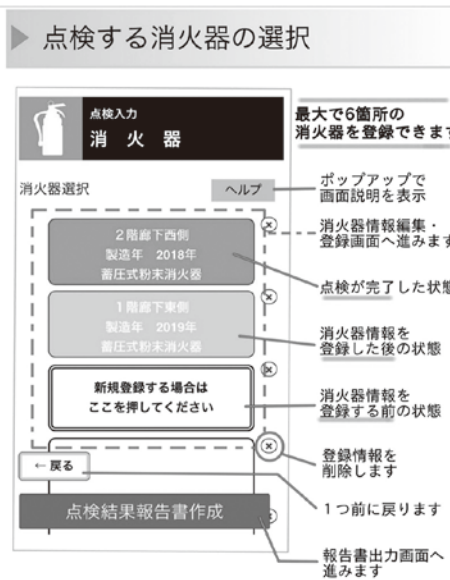 点検する消火器の選択
点検入力
消 火 器
最大で6箇所の
消火器を登録できます
消火器選択
ヘルプ
ポップアップで
画面説明を表示
2階廊下西側
製造年 2018年
蓄圧式粉末消火器
消火器情報編集・
登録画面へ進みます
点検が完了した状態
1階廊下東側
製造年 2019年
蓄圧式粉末消火器
消火器情報を
登録した後の状態
新規登録する場合は
ここを押してください
消火器情報を
登録する前の状態
登録情報を
削除します
← 戻る
1つ前に戻ります
点検結果報告書作成
報告書出力画面へ
進みます